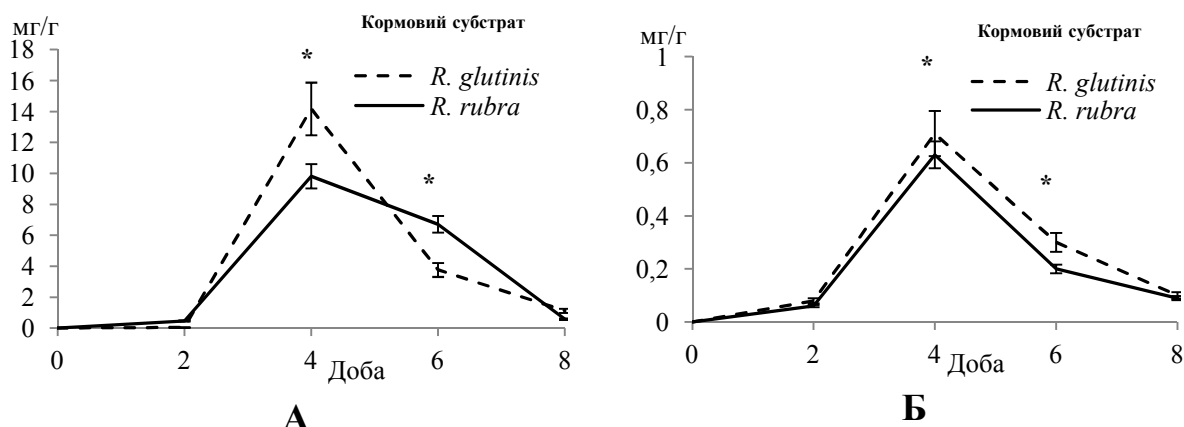 Кормовий субстрат
мг/г
18
16
14
12
10
8
6
4
2
0
*
*
R. glutinis
R. rubra
0 2 4 6 8
Доба
А
Кормовий субстрат
мг/г
1
0,8
0,6
0,4
0,2
0
*
*
R. glutinis
R. rubra
0 2 4 6 8
Доба
Б